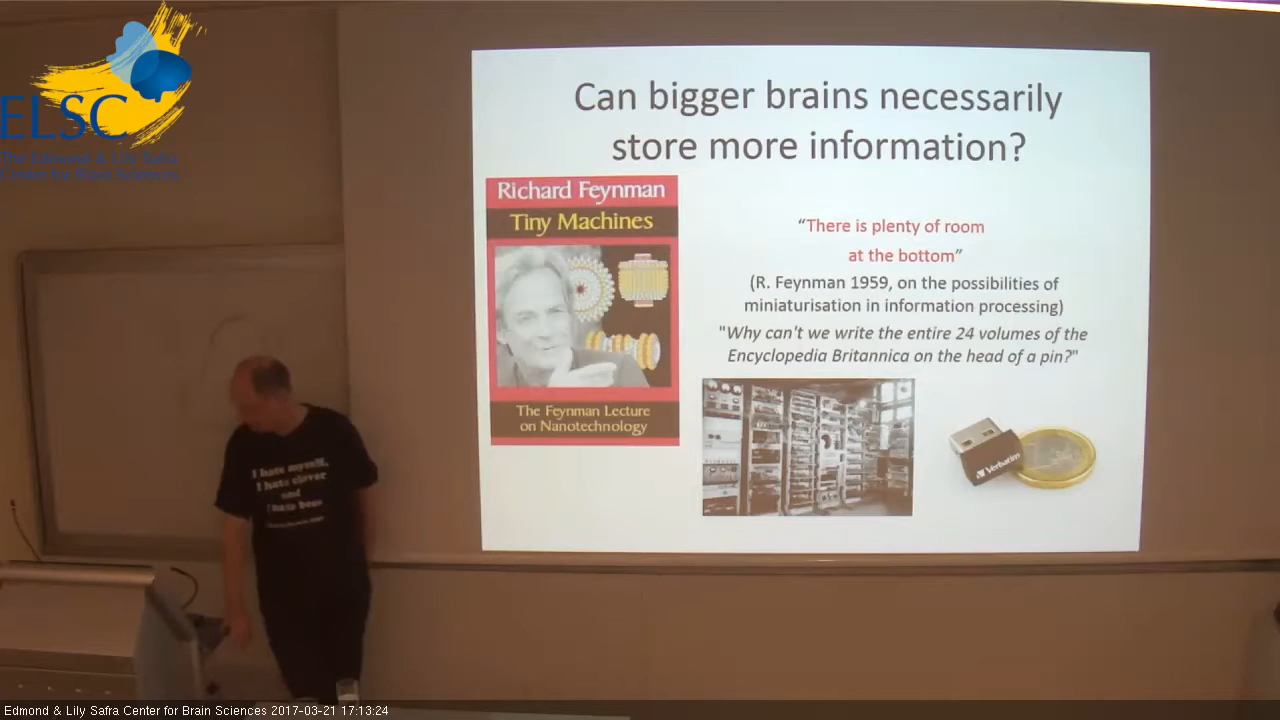 ELSC
The Edmond & Lily Safra
Center for Brain Sciences
Can bigger brains necessarily
store more information?
Richard Feynman
Tiny Machines
The Feynman Lecture
on Nanotechnology
“There is plenty of room
at the bottom”
(R. Feynman 1959, on the possibilities of
miniaturisation in information processing)
"Why can't we write the entire 24 volumes of the
Encyclopedia Britannica on the head of a pin?"
Verbatim
I hate myself,
I hate clover
and
I hate bees
Edmond & Lily Safra Center for Brain Sciences 2017-03-21 17:13:24